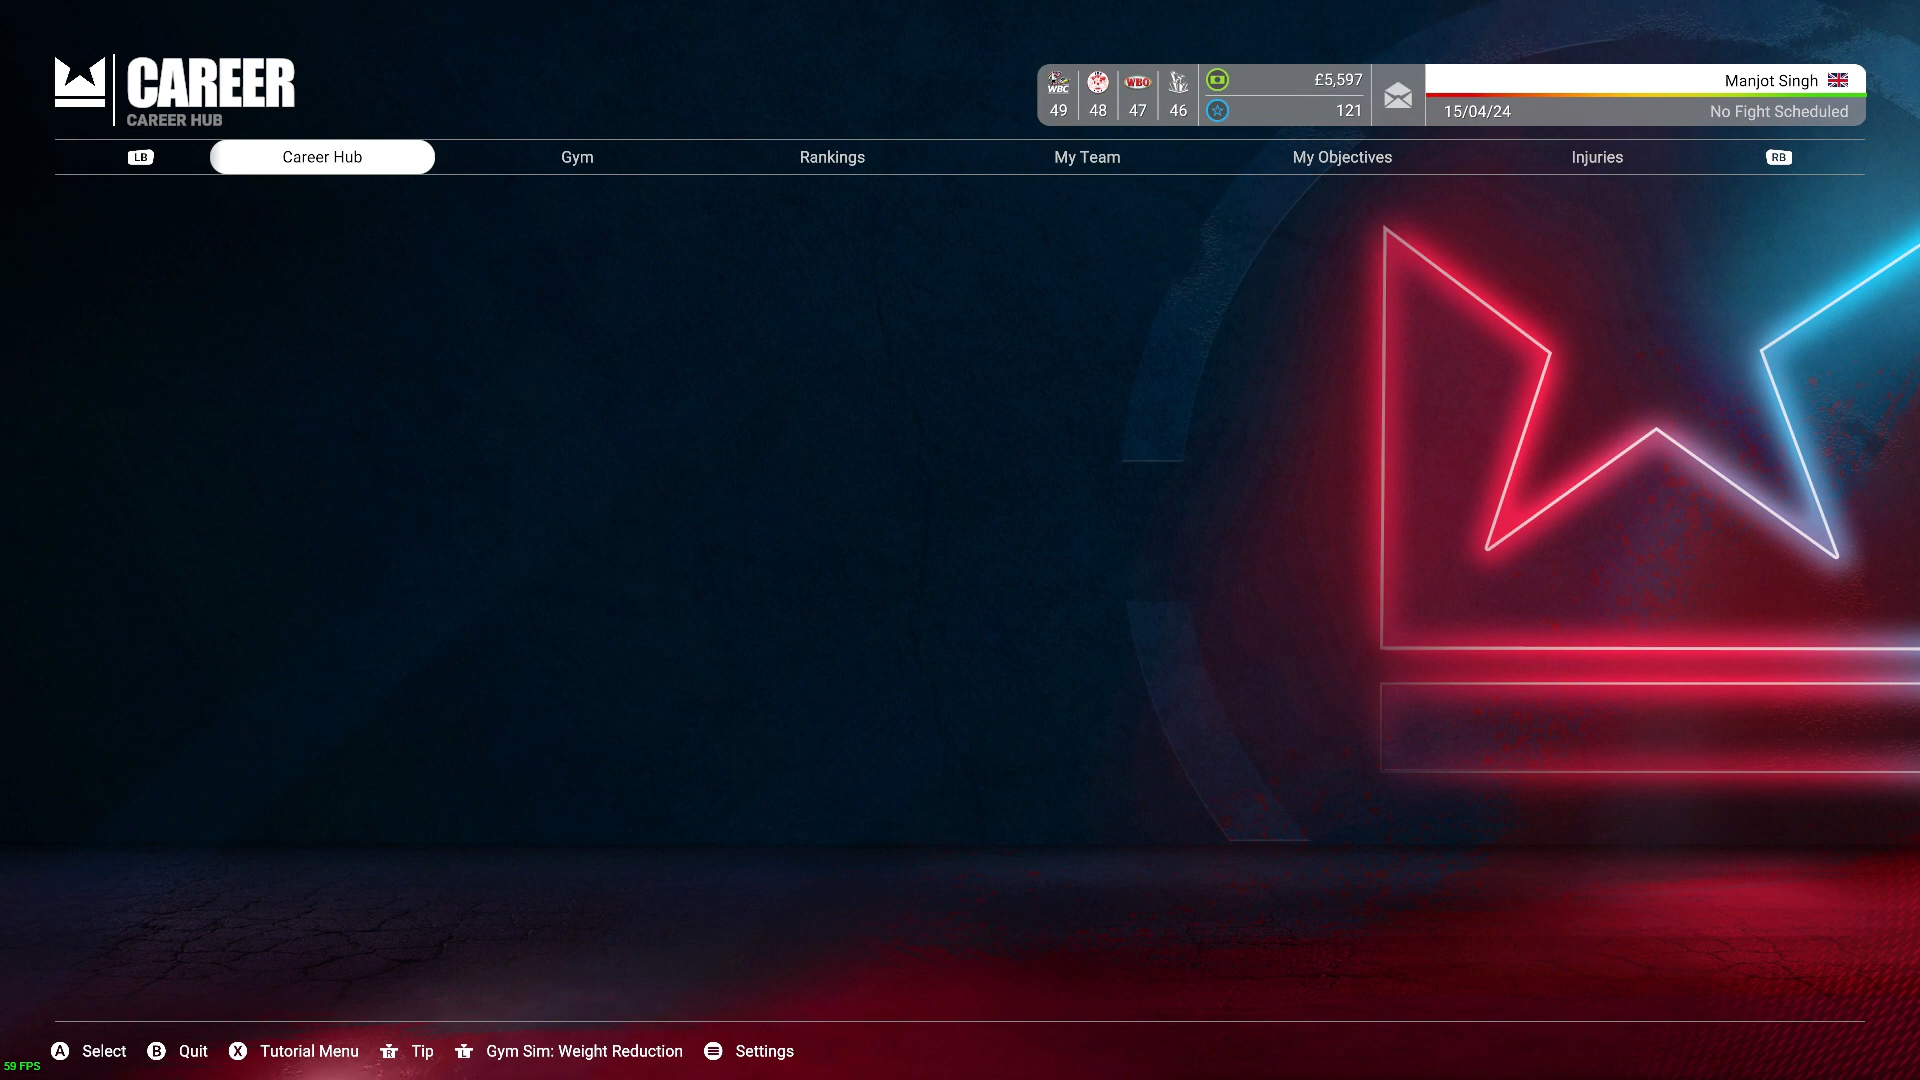 CAREER
CAREER HUB
WBC
WBO
49 48 47 46
£5,597
121
Manjot Singh
15/04/24
No Fight Scheduled
LB
Career Hub
Gym
Rankings
My Team
My Objectives
Injuries
RB
A Select
B Quit
X Tutorial Menu
R Tip
L Gym Sim: Weight Reduction
Settings
59 FPS